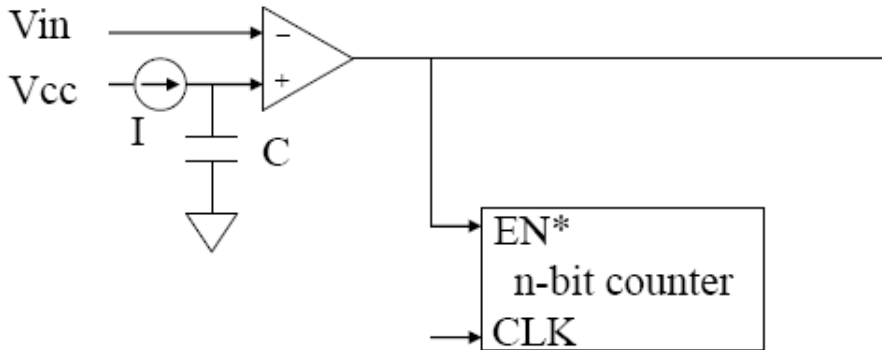 Vin
−
Vcc
+
I
C
EN*
n-bit counter
CLK